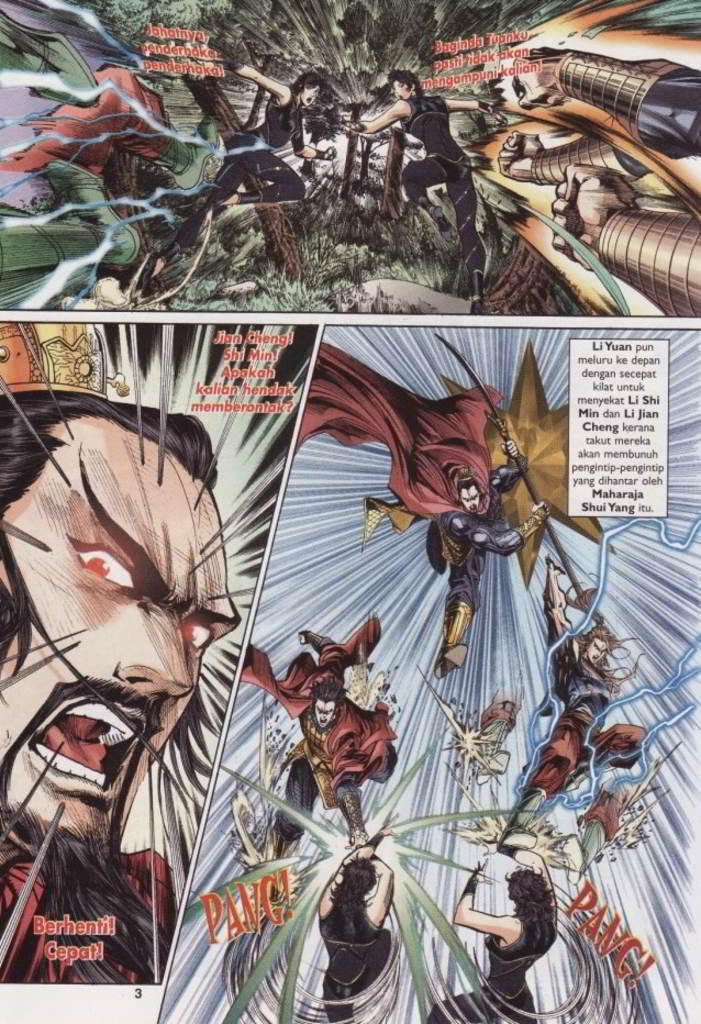 Jahatnya,
penderhaka-
penderhaka!
Baginda Tuanku
pasti tidak akan
mengampuni kalian!
Jian Cheng!
Shi Min!
Apakah
kalian hendak
memberontak?
Berhenti!
Cepat!
Li Yuan pun
meluru ke depan
dengan secepat
kilat untuk
menyekat Li Shi
Min dan Li Jian
Cheng kerana
takut mereka
akan membunuh
pengintip-pengintip
yang dihantar oleh
Maharaja
Shui Yang itu.
PANG!
PANG!
3